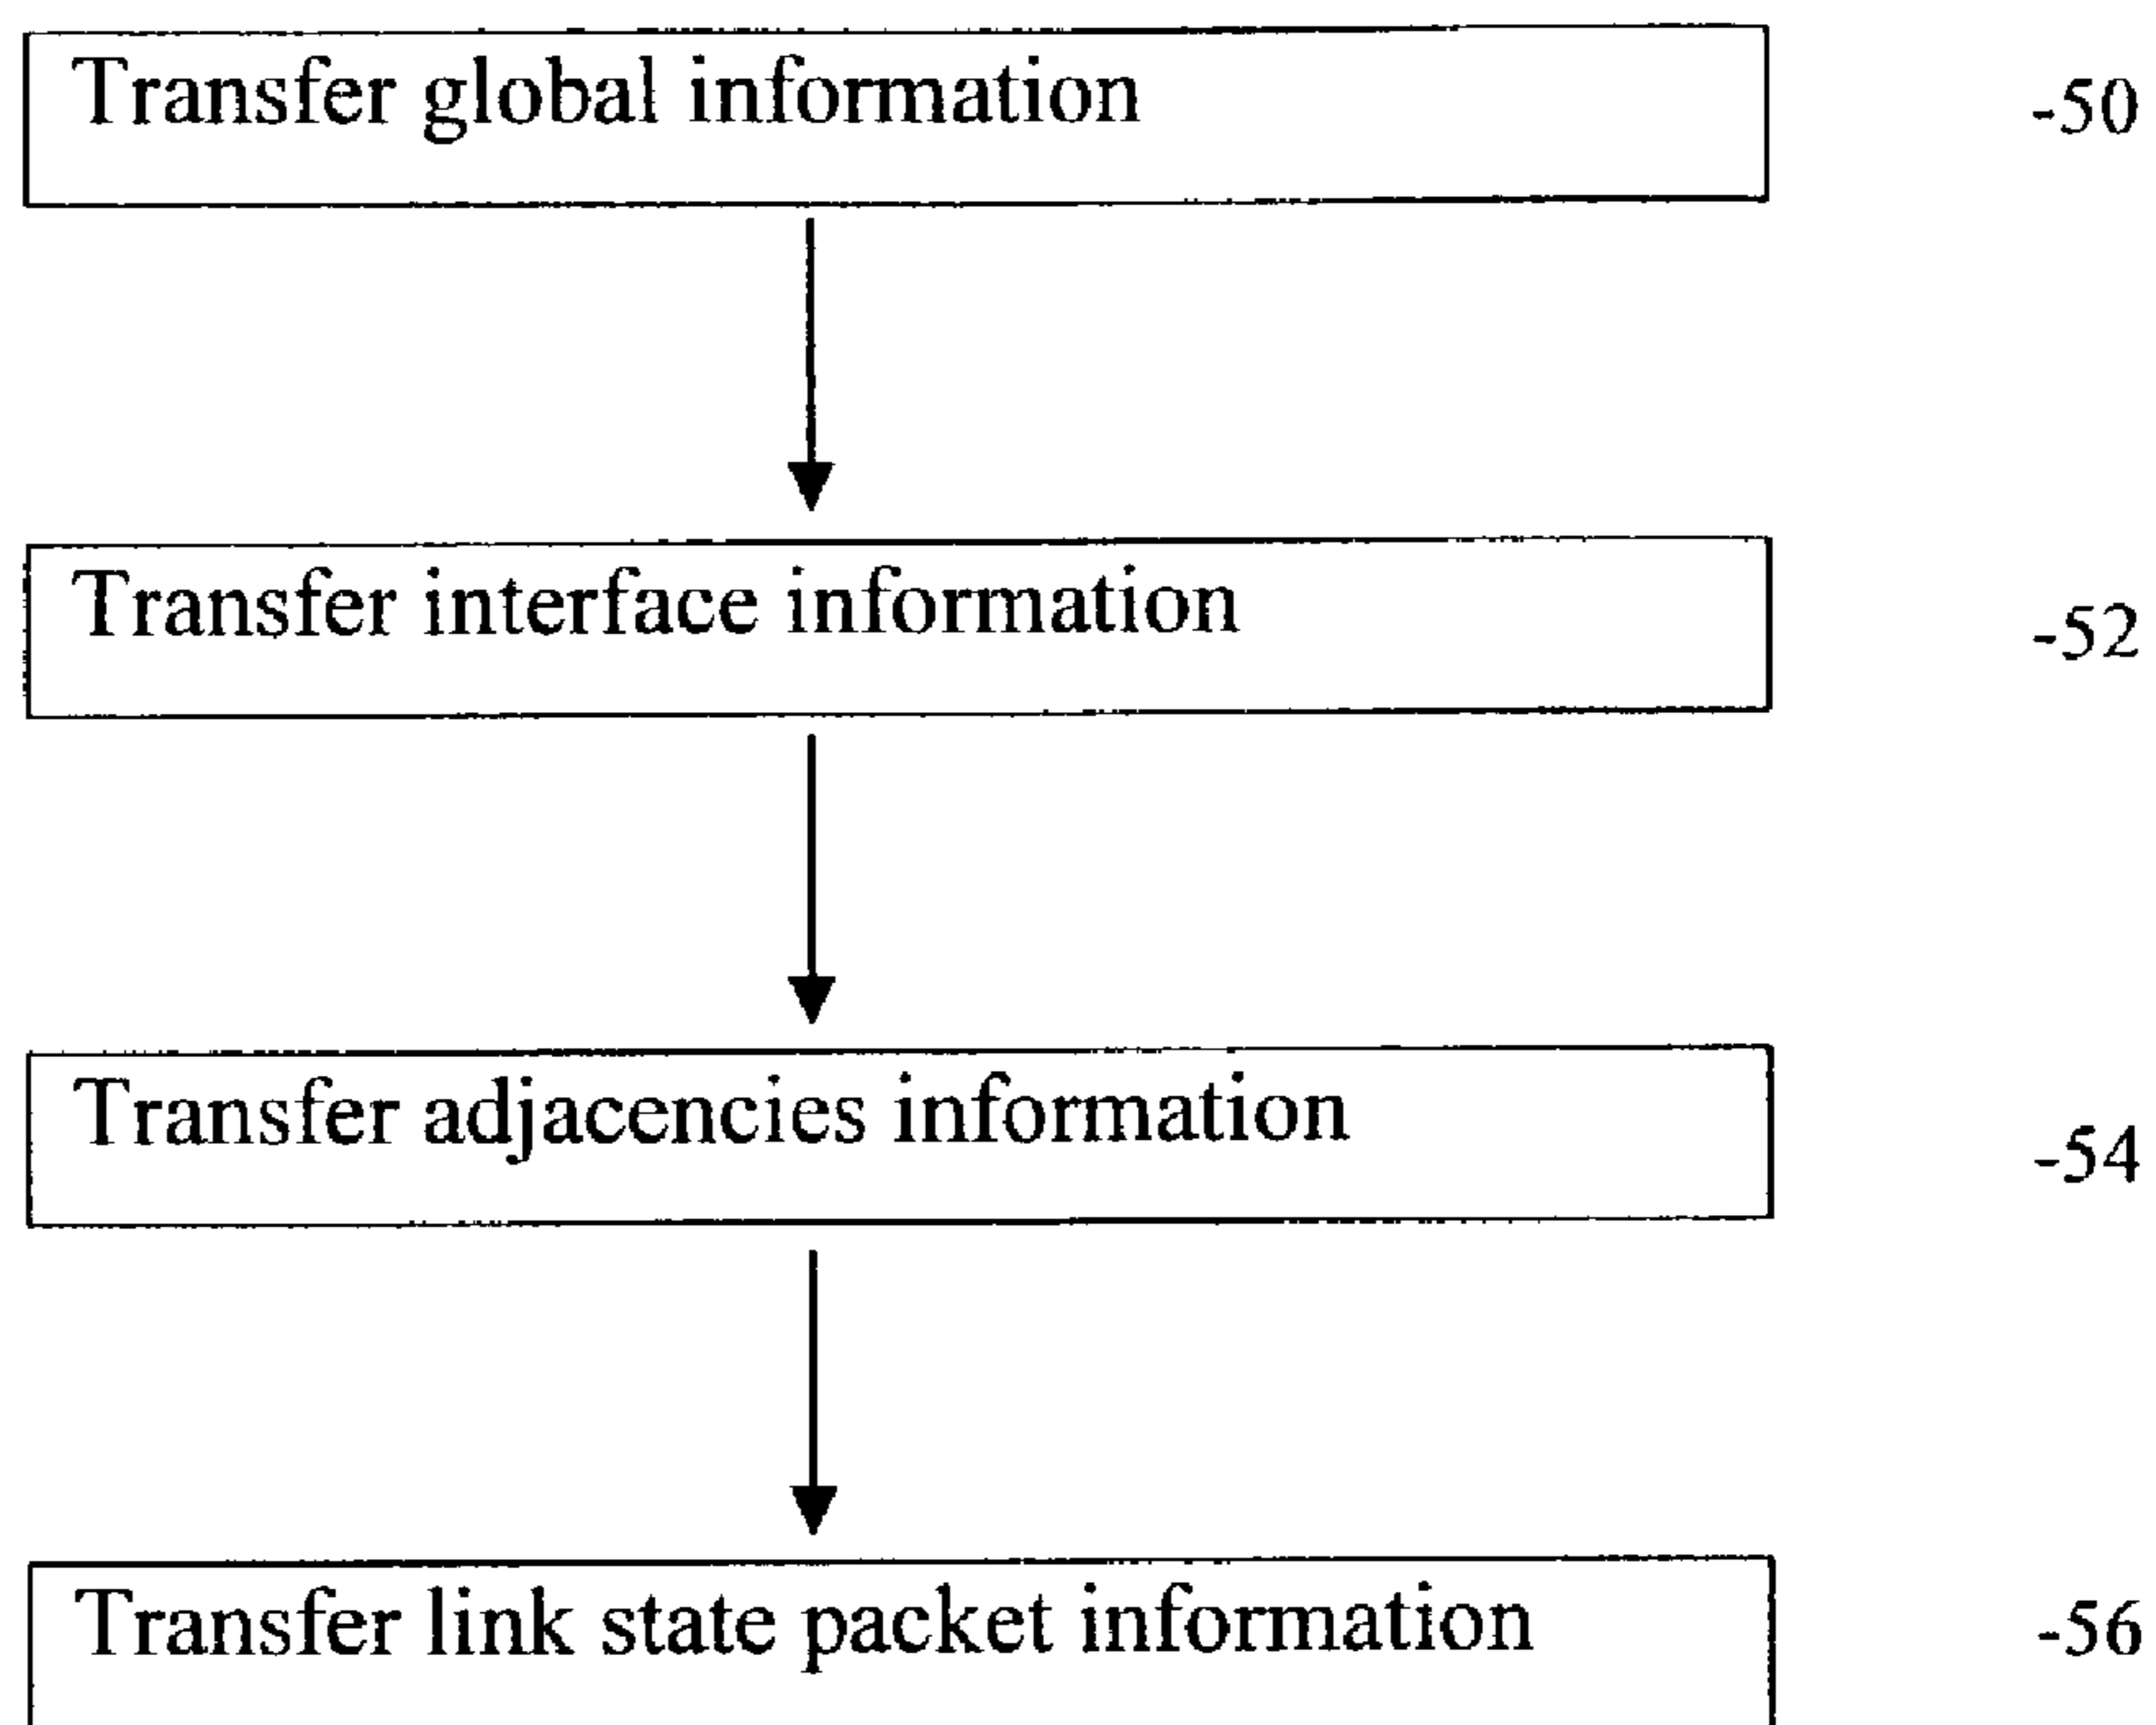 Transfer global information -50
Transfer interface information -52
Transfer adjacencies information -54
Transfer link state packet information -56